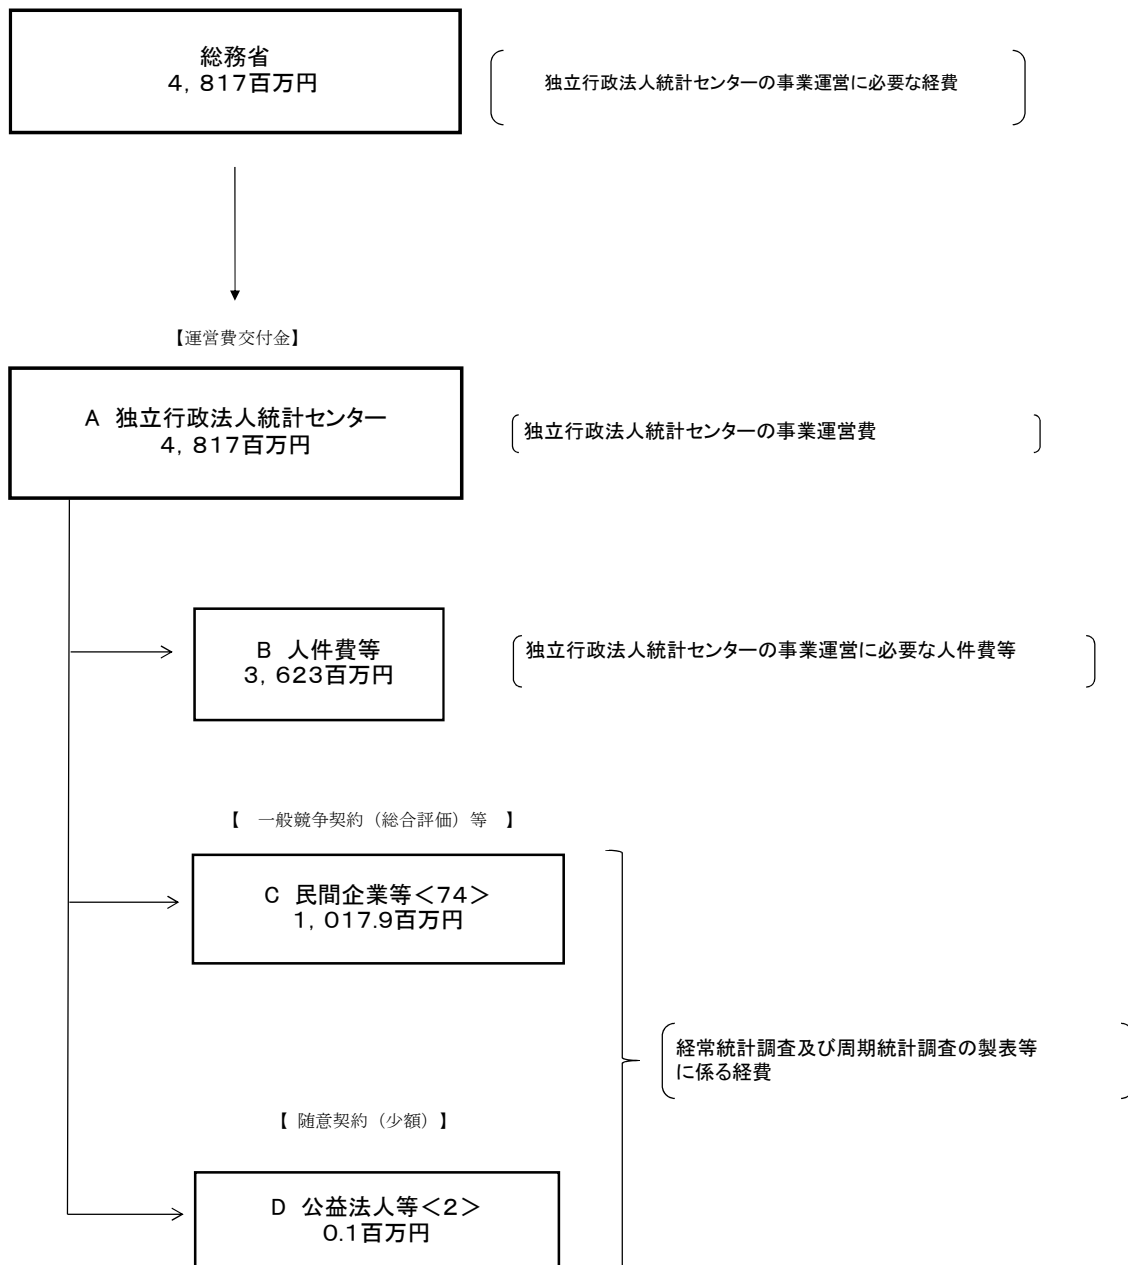 総務省
４，８１７百万円
独立行政法人統計センターの事業運営に必要な経費
【運営費交付金】
A　独立行政法人統計センター
４，８１７百万円
独立行政法人統計センターの事業運営費
B　人件費等
３，６２３百万円
独立行政法人統計センターの事業運営に必要な人件費等
【　一般競争契約（総合評価）等　】
C　民間企業等＜74＞
１，０１７.９百万円
経常統計調査及び周期統計調査の製表等
に係る経費
【 随意契約（少額）】
D　公益法人等＜2＞
０.１百万円